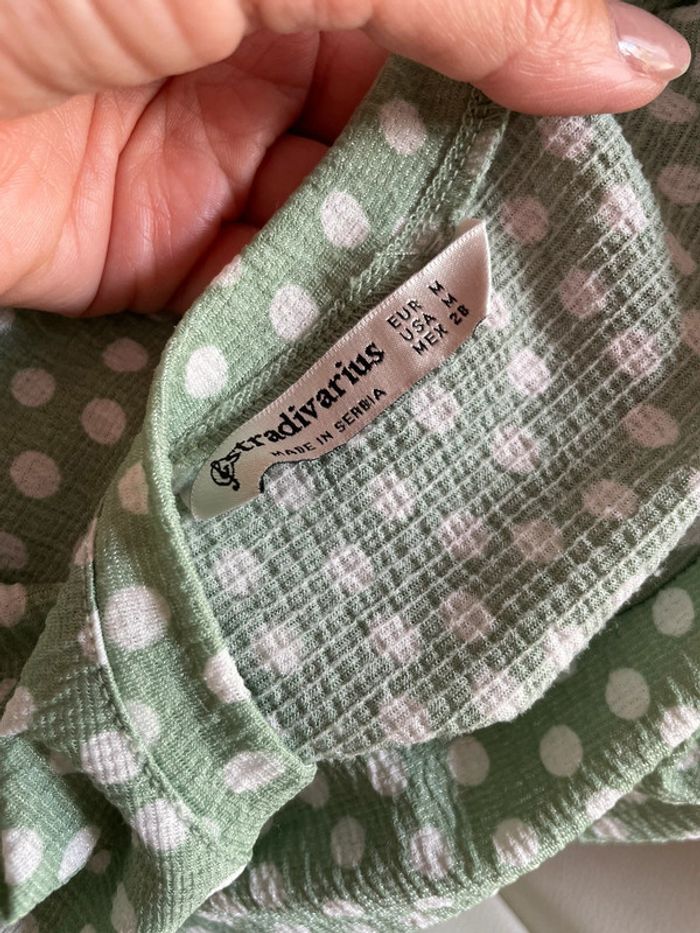 stradivarius
MADE IN SERBIA
EUR M
USA M
MEX 28